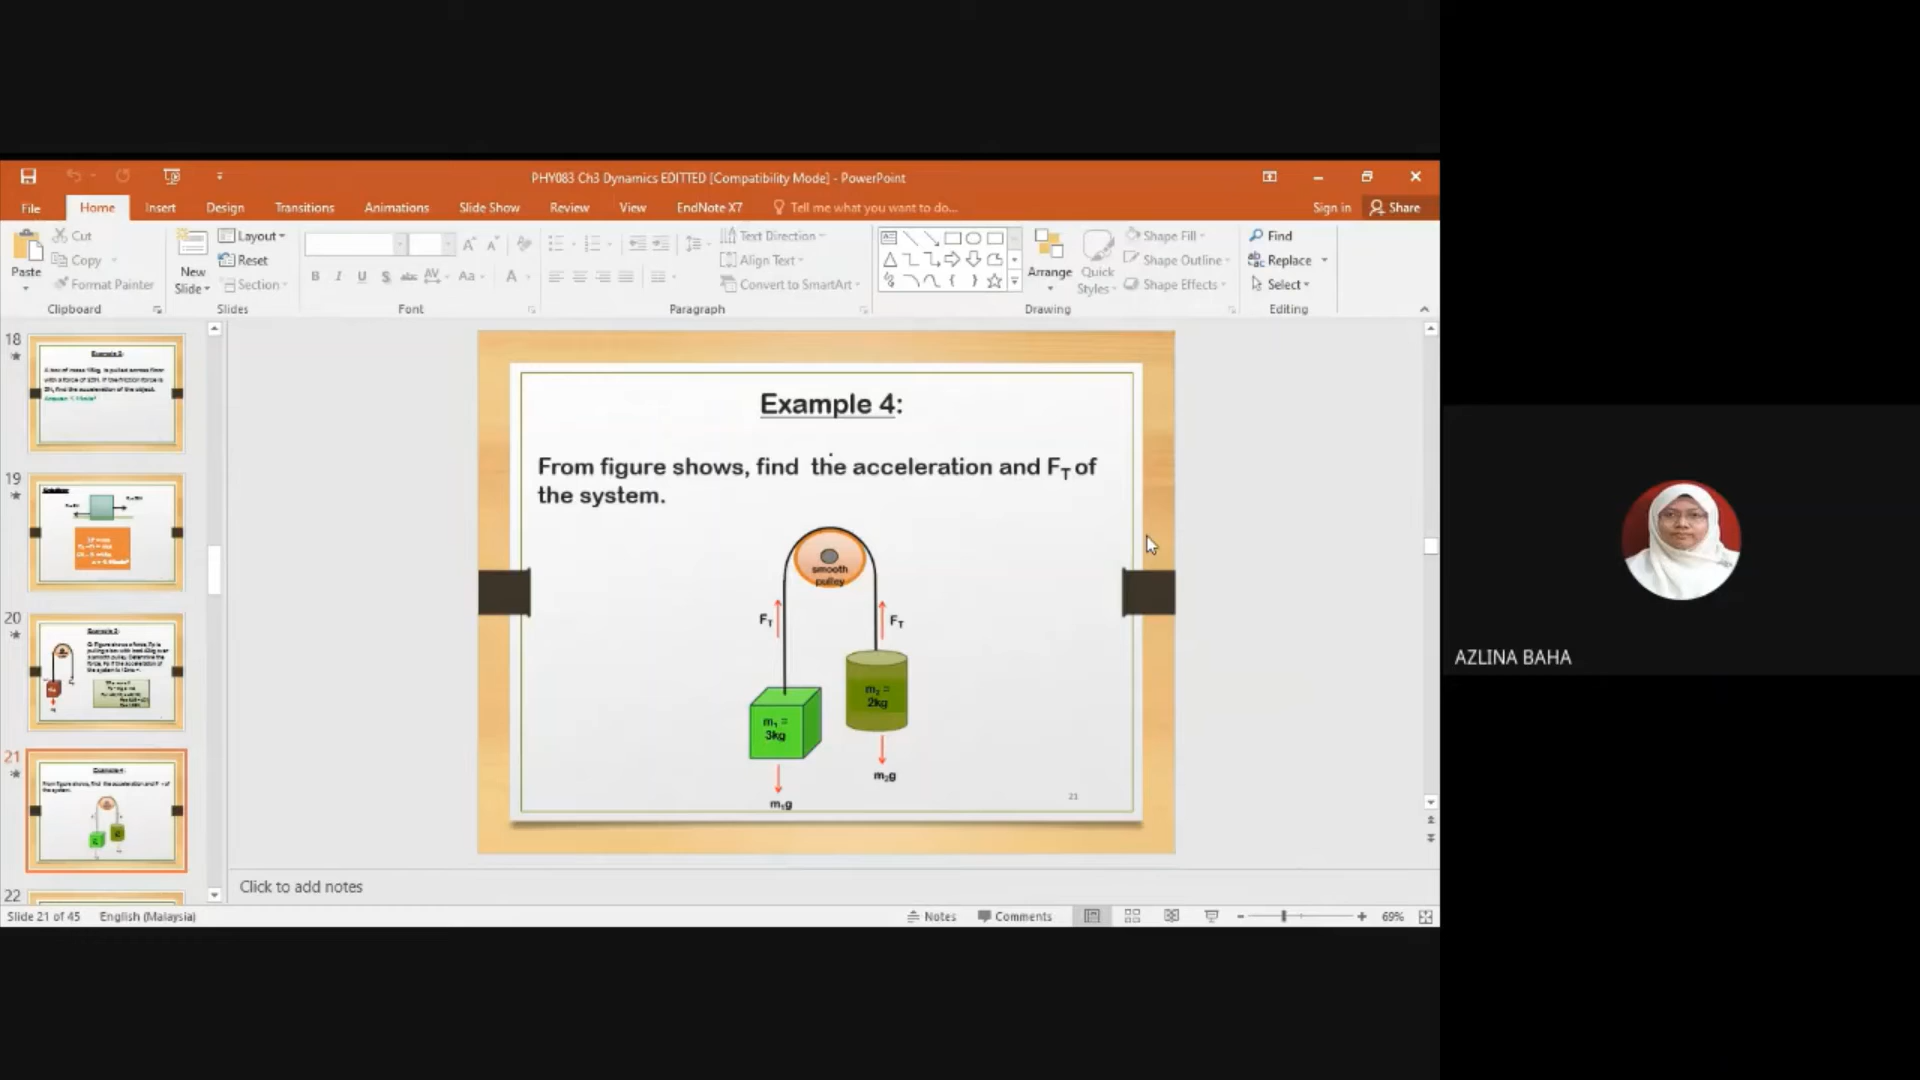 PHY083 Ch3 Dynamics EDITTED [Compatibility Mode] - PowerPoint
File Home Insert Design Transitions Animations Slide Show Review View EndNote X7 Tell me what you want to do... Sign in Share
Paste
Cut
Copy
Format Painter
Clipboard
New Slide
Layout
Reset
Section
Slides
B I U S abc AV Aa A
Font
Text Direction
Align Text
Convert to SmartArt
Paragraph
Arrange
Quick Styles
Shape Fill
Shape Outline
Shape Effects
Drawing
Find
Replace
Select
Editing
18
19
20
21
22
Example 4:
From figure shows, find the acceleration and FT of
the system.
smooth
pulley
FT
FT
m1 =
3kg
m2 =
2kg
m1g
m2g
21
Click to add notes
Slide 21 of 45 English (Malaysia) Notes Comments 69%
AZLINA BAHA